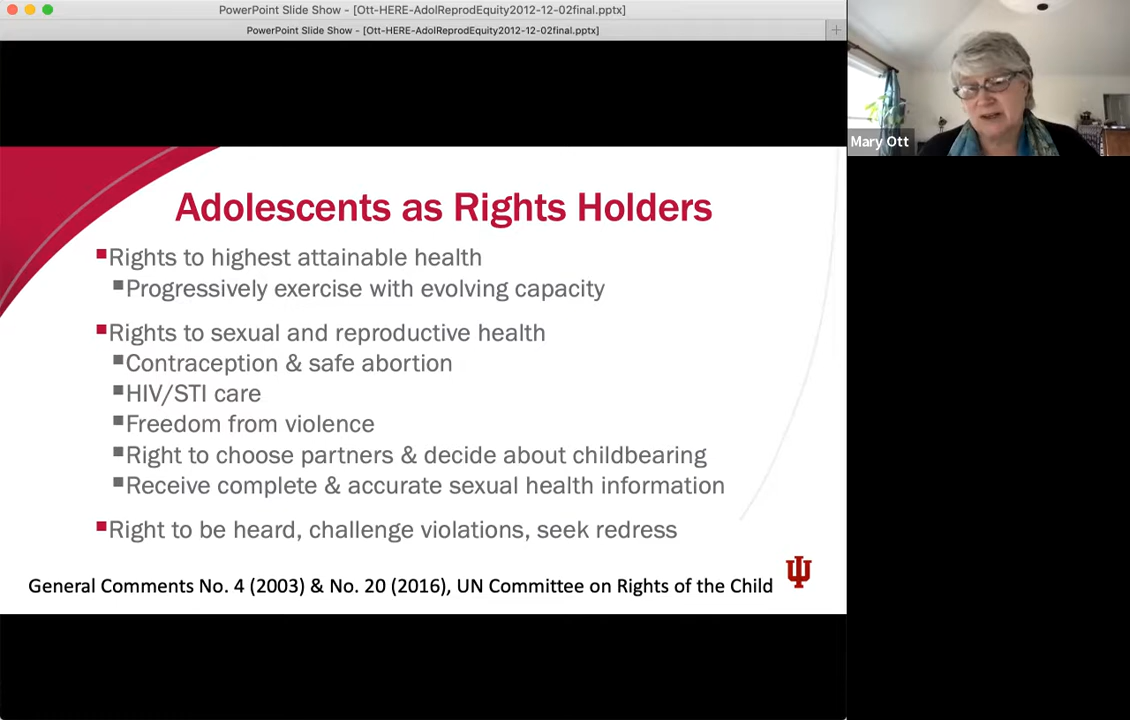 PowerPoint Slide Show - [Ott-HERE-AdolReprodEquity2012-12-02final.pptx]
PowerPoint Slide Show - [Ott-HERE-AdolReprodEquity2012-12-02final.pptx]
Mary Ott
Adolescents as Rights Holders
Rights to highest attainable health
Progressively exercise with evolving capacity
Rights to sexual and reproductive health
Contraception & safe abortion
HIV/STI care
Freedom from violence
Right to choose partners & decide about childbearing
Receive complete & accurate sexual health information
Right to be heard, challenge violations, seek redress
General Comments No. 4 (2003) & No. 20 (2016), UN Committee on Rights of the Child